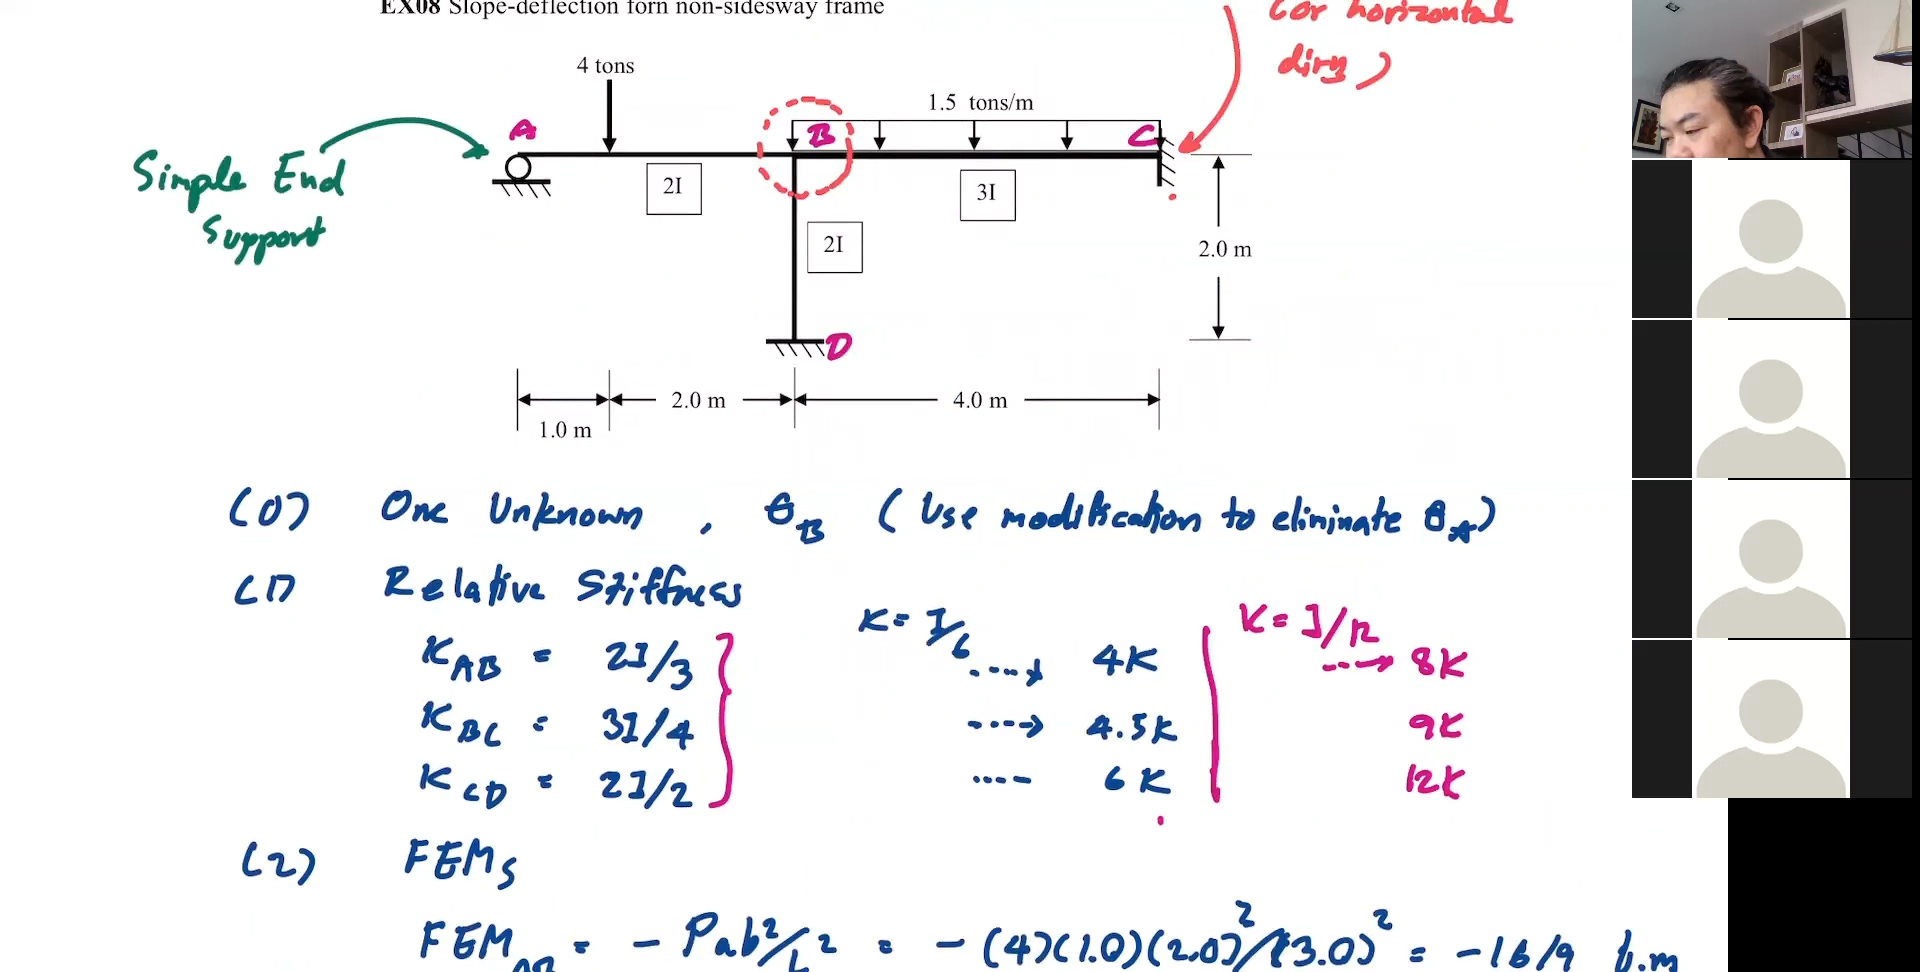 EX08 Slope-deflection forn non-sidesway frame
(or horizontal
dirn)
4 tons
1.5 tons/m
A
B
C
Simple End
Support
2I
3I
2I
2.0 m
D
2.0 m
4.0 m
1.0 m
(0) One Unknown, θB (Use modification to eliminate θA)
(1) Relative Stiffness
K = I/6
K = I/12
KAB = 2I/3
4K
8K
KBC = 3I/4
4.5K
9K
KCD = 2I/2
6K
12K
(2) FEMs
FEMAB = - Pab²/L² = - (4)(1.0)(2.0)²/(3.0)² = -16/9 t.m